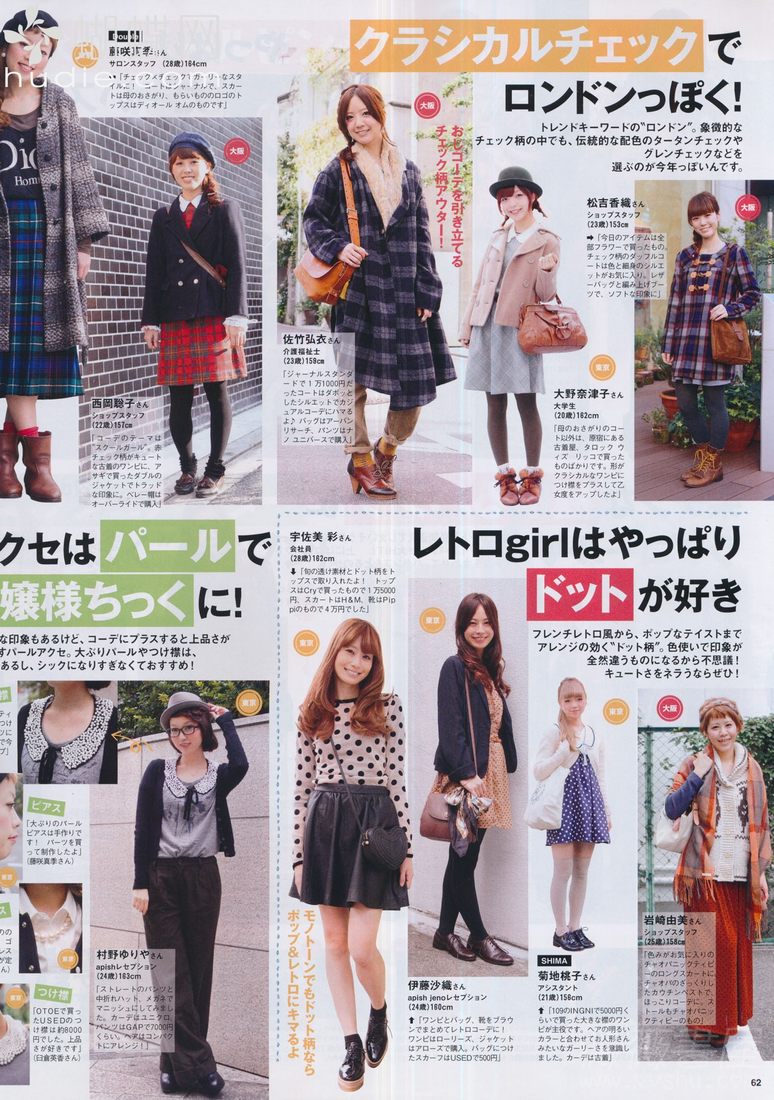 クラシカルチェックで
ロンドンっぽく!
トレンドキーワードの“ロンドン”。象徴的な
チェック柄の中でも、伝統的な配色のタータンチェックや
グレンチェックなどを
選ぶのが今年っぽいんです。
サロンスタッフ (28歳)164cm
「チェック×チェックでガーリーなスタ
イルに! コートはジャーナルで、スカー
トは母のおさがり、もらいもののロゴのト
ップスはディオール オムのものです」
Dio
Hom
大阪
西岡聡子さん
ショップスタッフ
(22歳)157cm
「コーデのテーマは
“スクールガール”。赤
チェック柄がキュート
な古着のワンピに、ア
サギで買ったダブルの
ジャケットでトラッド
な印象に。ベレー帽は
オーバーライドで購入」
大阪
おじコーデを引き立てる
チェック柄アウター!
佐竹弘衣さん
介護福祉士
(23歳)159cm
「ジャーナルスタンダ
ードで1万1000円だ
ったコートはダボッと
したシルエットでカジ
ュアルコーデにハマる
よ♪ バッグはアーバン
リサーチ、パンツはナ
ノ ユニバースで購入」
東京
大野奈津子さん
大学生
(20歳)162cm
「母のおさがりのコー
ト以外は、原宿にある
古着屋、タロック ウィ
ズ リッコで買った
ものばかりです。形が
クラシカルなワンピに
つけ襟をプラスして乙
女度をアップしたよ」
松吉香織さん
ショップスタッフ
(23歳)153cm
➡「今日のアイテムは全
部フラワーで買ったもの。
チェック柄のダッフルコ
ートは色と細身のシルエ
ットがお気に入り。レザ
ーバッグと編み上げブー
ツで、ソフトな印象に」
大阪
クセはパールで
嬢様ちっくに!
な印象もあるけど、コーデにプラスすると上品さが
すパールアクセ。大ぶりパールやつけ襟は、
あるし、シックになりすぎなくておすすめ!
東京
ピアス
「大ぶりのパール
ピアスは手作りで
す! パーツを買
って制作したよ」
(藤咲真季さん)
東京
つけ襟
「OTOEで買っ
たUSEDのつ
け襟は約8000
円でした。上品
さが好きです」
(臼倉英香さん)
東京
村野ゆりやさん
apishレセプション
(24歳)163cm
「ストレートのパンツと
中折れハット、メガネで
マニッシュにしてみまし
た。カーデはユニクロ、
パンツはGAPで7000円
くらい。ヘアはコンパクト
にアレンジ!」
レトロgirlはやっぱり
ドットが好き
フレンチレトロ風から、ポップなテイストまで
アレンジの効く“ドット柄”。色使いで印象が
全然違うものになるから不思議!
キュートさをネラうならぜひ!
宇佐美 彩さん
会社員
(28歳)162cm
⬇「旬の透け素材とドット柄をト
ップスで取り入れたよ! トップ
スはCryで買ったもので1万5000
円、スカートはH&M、靴はPip
piのもので4万円でした」
東京
モノトーンでもドット柄なら
ポップ&レトロにキマるよ
東京
伊藤沙織さん
apish jenoレセプション
(24歳)160cm
⬆「ワンピとバッグ、靴をブラウ
ンでまとめてレトロコーデに!
ワンピはローリーズ、ジャケット
はアローズで購入。バッグにつけ
たスカーフはUSEDで500円」
東京
SHIMA
菊地桃子さん
アシスタント
(21歳)156cm
⬆「109のINGNIで5000円くら
いで買った大きな襟のワンピ
が主役です。ヘアの明るい
カラーと合わせてお人形さん
みたいなガーリーさを意識し
ました。カーデは古着」
大阪
岩崎由美さん
ショップスタッフ
(25歳)158cm
「色みがお気に入りの
チャオパニックティピ
ーのロングスカートに
チャオのざっくりし
たガウチンベストで、
ほっこりコーデに。ス
トールもチャオパニッ
クティピーのもの」
62